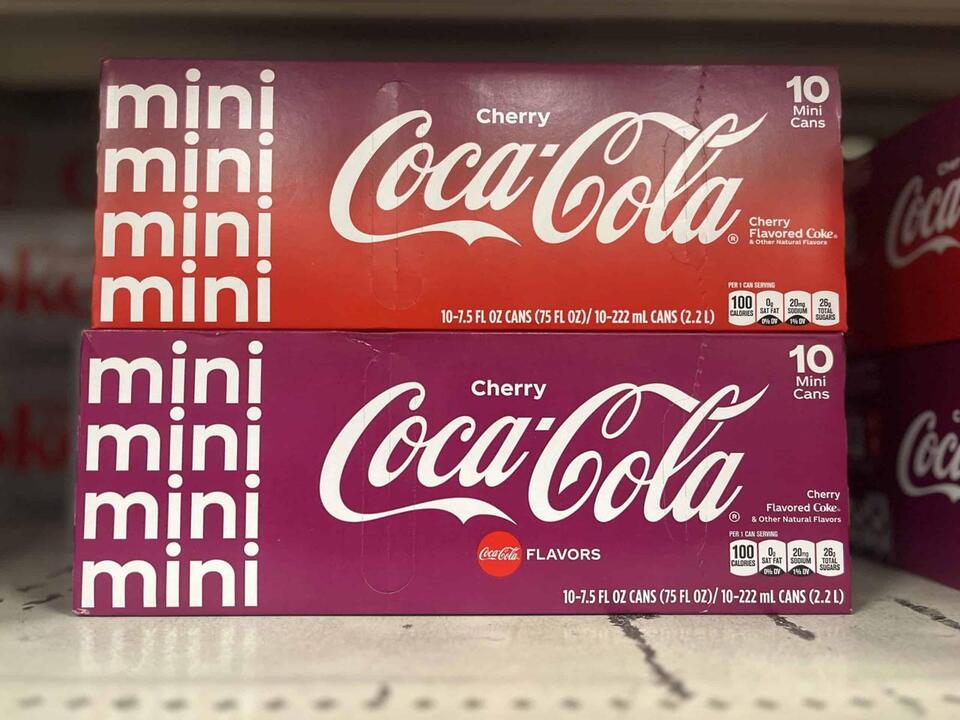 mini
mini
mini
mini
Cherry
Coca-Cola®
10
Mini
Cans
Cherry
Flavored Coke®
& Other Natural Flavors
PER 1 CAN SERVING
100 CALORIES
0g SAT FAT 0% DV
20mg SODIUM 1% DV
26g TOTAL SUGARS
10-7.5 FL OZ CANS (75 FL OZ)/ 10-222 mL CANS (2.2 L)
mini
mini
mini
mini
Cherry
Coca-Cola®
10
Mini
Cans
Cherry
Flavored Coke®
& Other Natural Flavors
Coca-Cola FLAVORS
PER 1 CAN SERVING
100 CALORIES
0g SAT FAT 0% DV
20mg SODIUM 1% DV
26g TOTAL SUGARS
10-7.5 FL OZ CANS (75 FL OZ)/ 10-222 mL CANS (2.2 L)